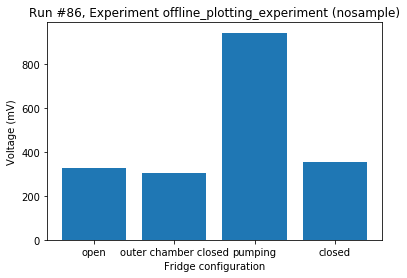 Run #86, Experiment offline_plotting_experiment (nosample)
Voltage (mV)
800
600
400
200
0
open outer chamber closed pumping closed
Fridge configuration